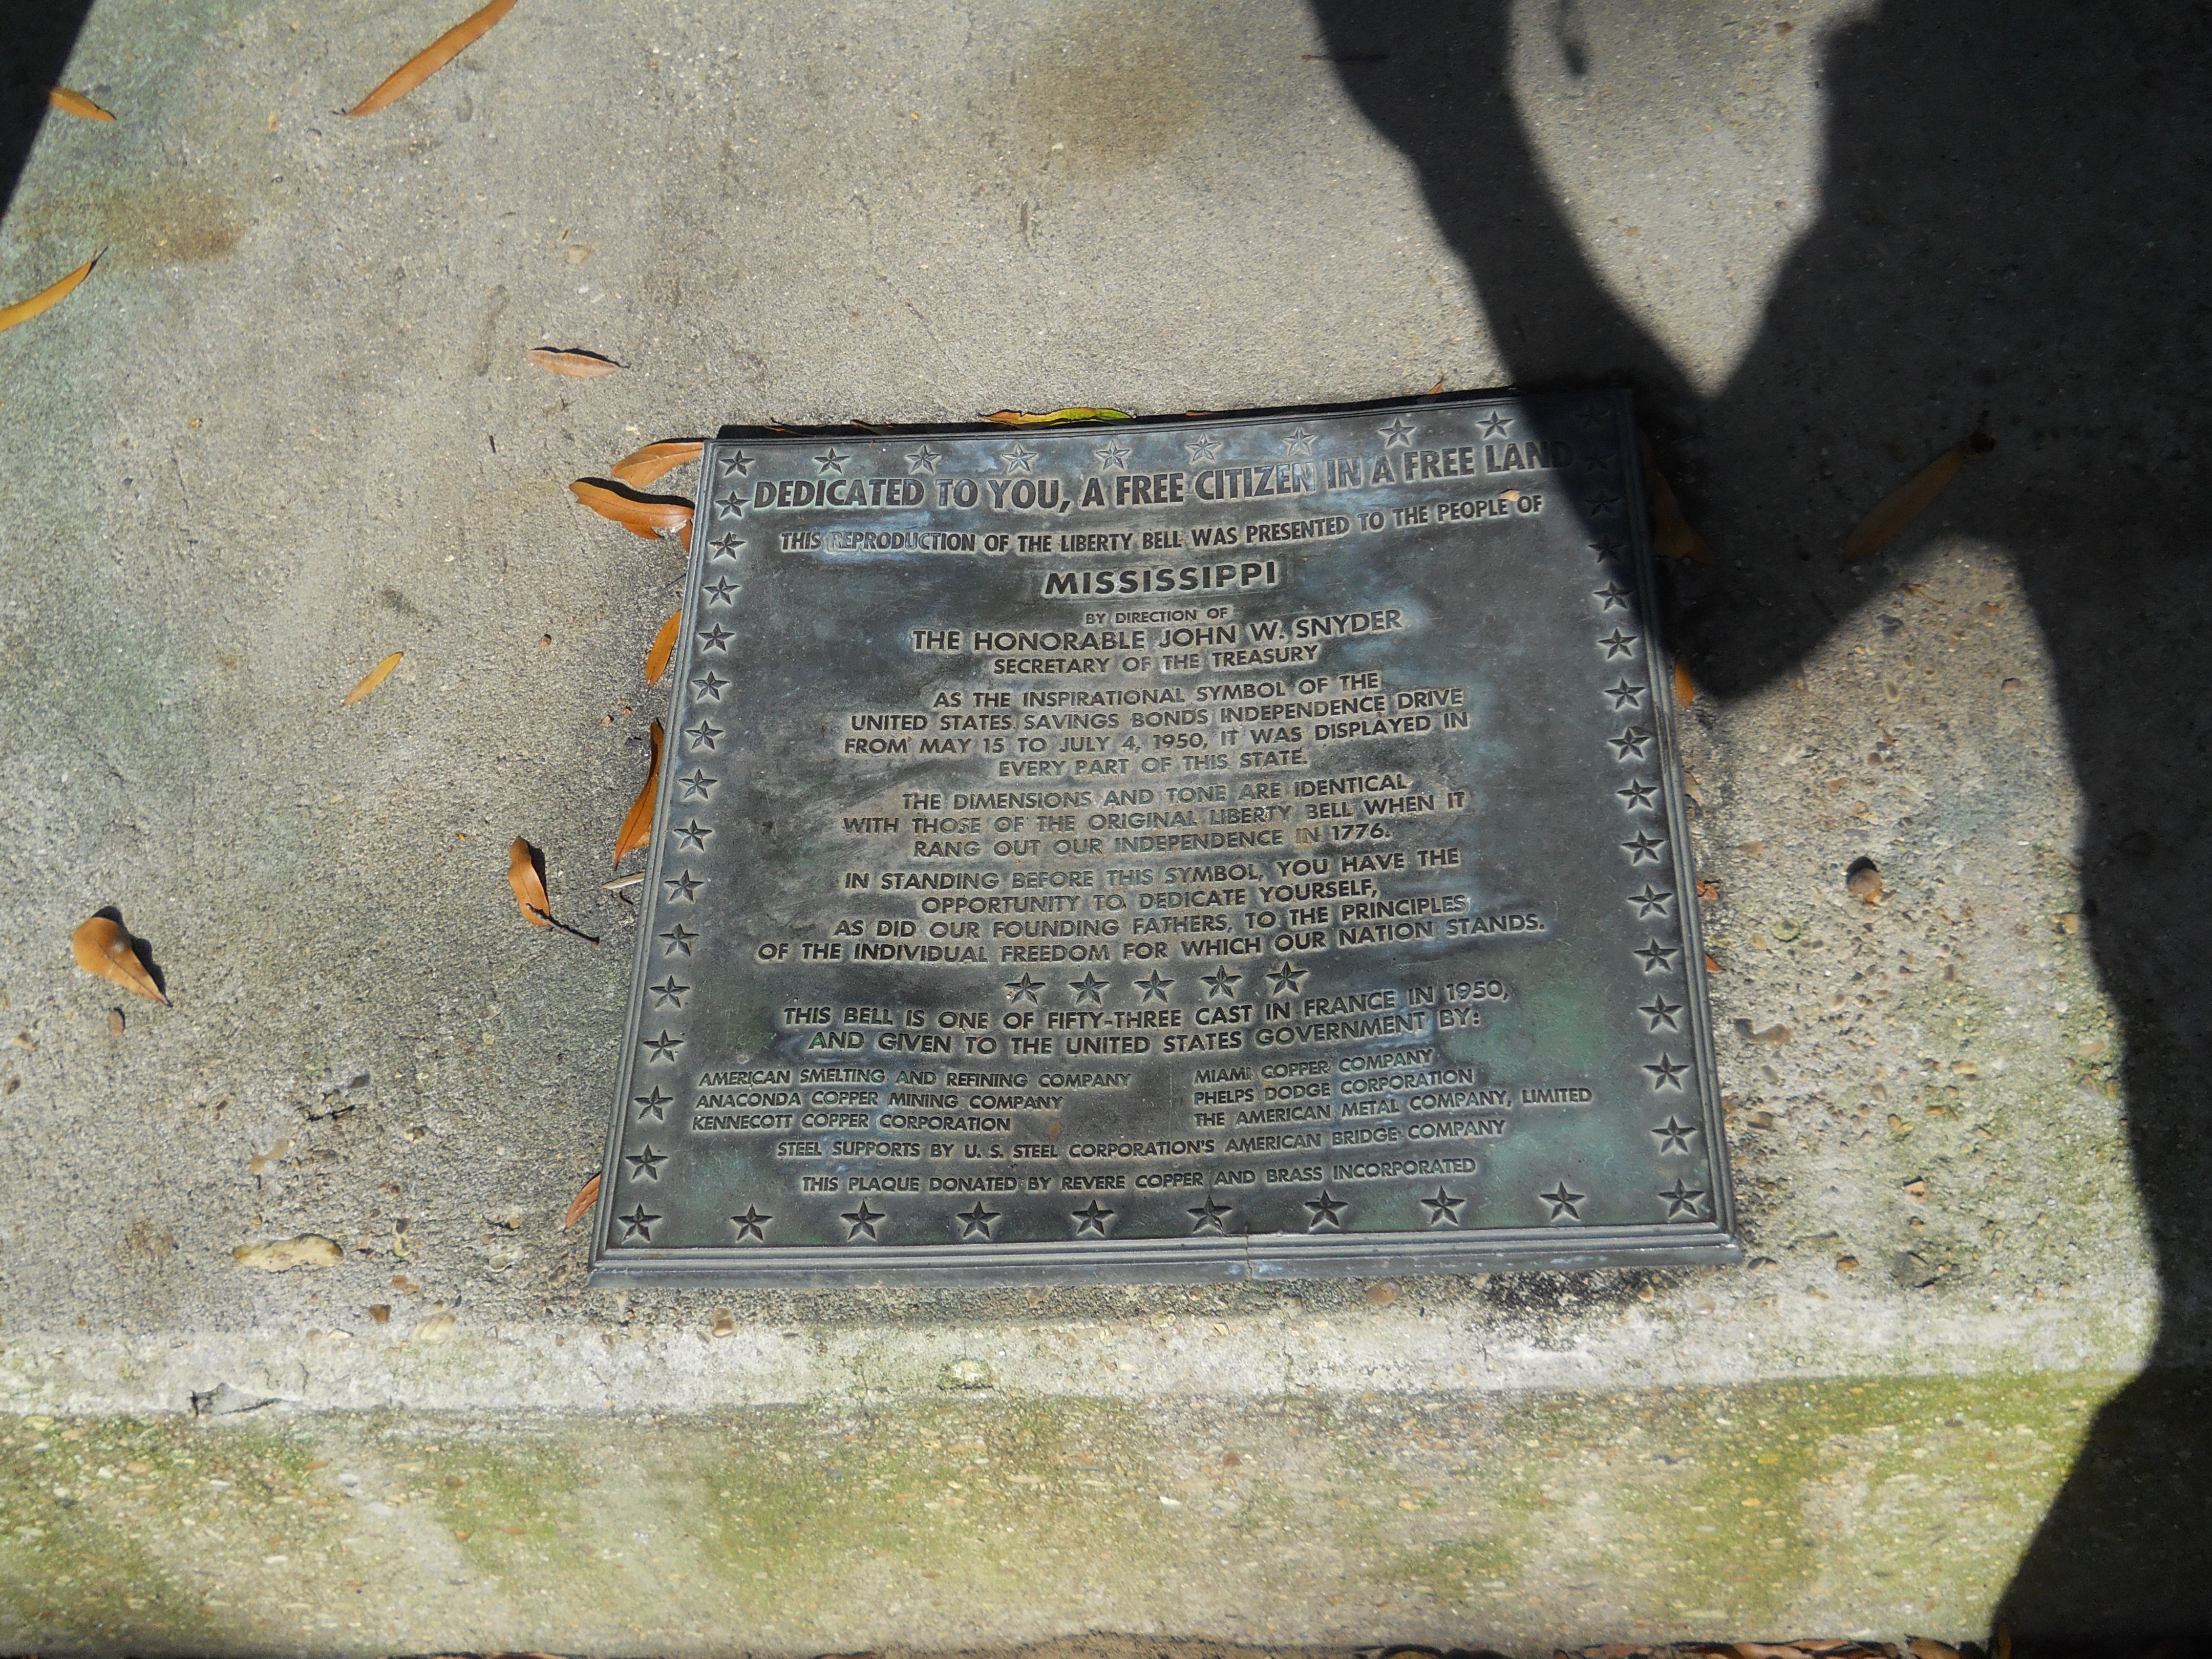 DEDICATED TO YOU, A FREE CITIZEN IN A FREE LAND
THIS REPRODUCTION OF THE LIBERTY BELL WAS PRESENTED TO THE PEOPLE OF
MISSISSIPPI
BY DIRECTION OF
THE HONORABLE JOHN W. SNYDER
SECRETARY OF THE TREASURY
AS THE INSPIRATIONAL SYMBOL OF THE
UNITED STATES SAVINGS BONDS INDEPENDENCE DRIVE
FROM MAY 15 TO JULY 4, 1950, IT WAS DISPLAYED IN
EVERY PART OF THIS STATE.
THE DIMENSIONS AND TONE ARE IDENTICAL
WITH THOSE OF THE ORIGINAL LIBERTY BELL WHEN IT
RANG OUT OUR INDEPENDENCE IN 1776.
IN STANDING BEFORE THIS SYMBOL, YOU HAVE THE
OPPORTUNITY TO DEDICATE YOURSELF,
AS DID OUR FOUNDING FATHERS, TO THE PRINCIPLES
OF THE INDIVIDUAL FREEDOM FOR WHICH OUR NATION STANDS.
THIS BELL IS ONE OF FIFTY-THREE CAST IN FRANCE IN 1950,
AND GIVEN TO THE UNITED STATES GOVERNMENT BY:
AMERICAN SMELTING AND REFINING COMPANY
ANACONDA COPPER MINING COMPANY
KENNECOTT COPPER CORPORATION
MIAMI COPPER COMPANY
PHELPS DODGE CORPORATION
THE AMERICAN METAL COMPANY, LIMITED
STEEL SUPPORTS BY U. S. STEEL CORPORATION'S AMERICAN BRIDGE COMPANY
THIS PLAQUE DONATED BY REVERE COPPER AND BRASS INCORPORATED